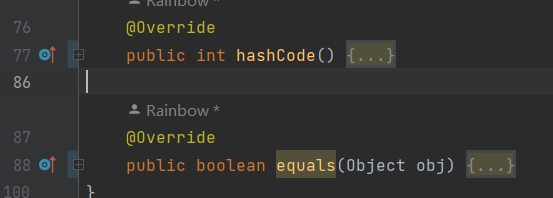 Rainbow *
76 @Override
77 public int hashCode() {...}
86
Rainbow *
87 @Override
88 public boolean equals(Object obj) {...}
100 }